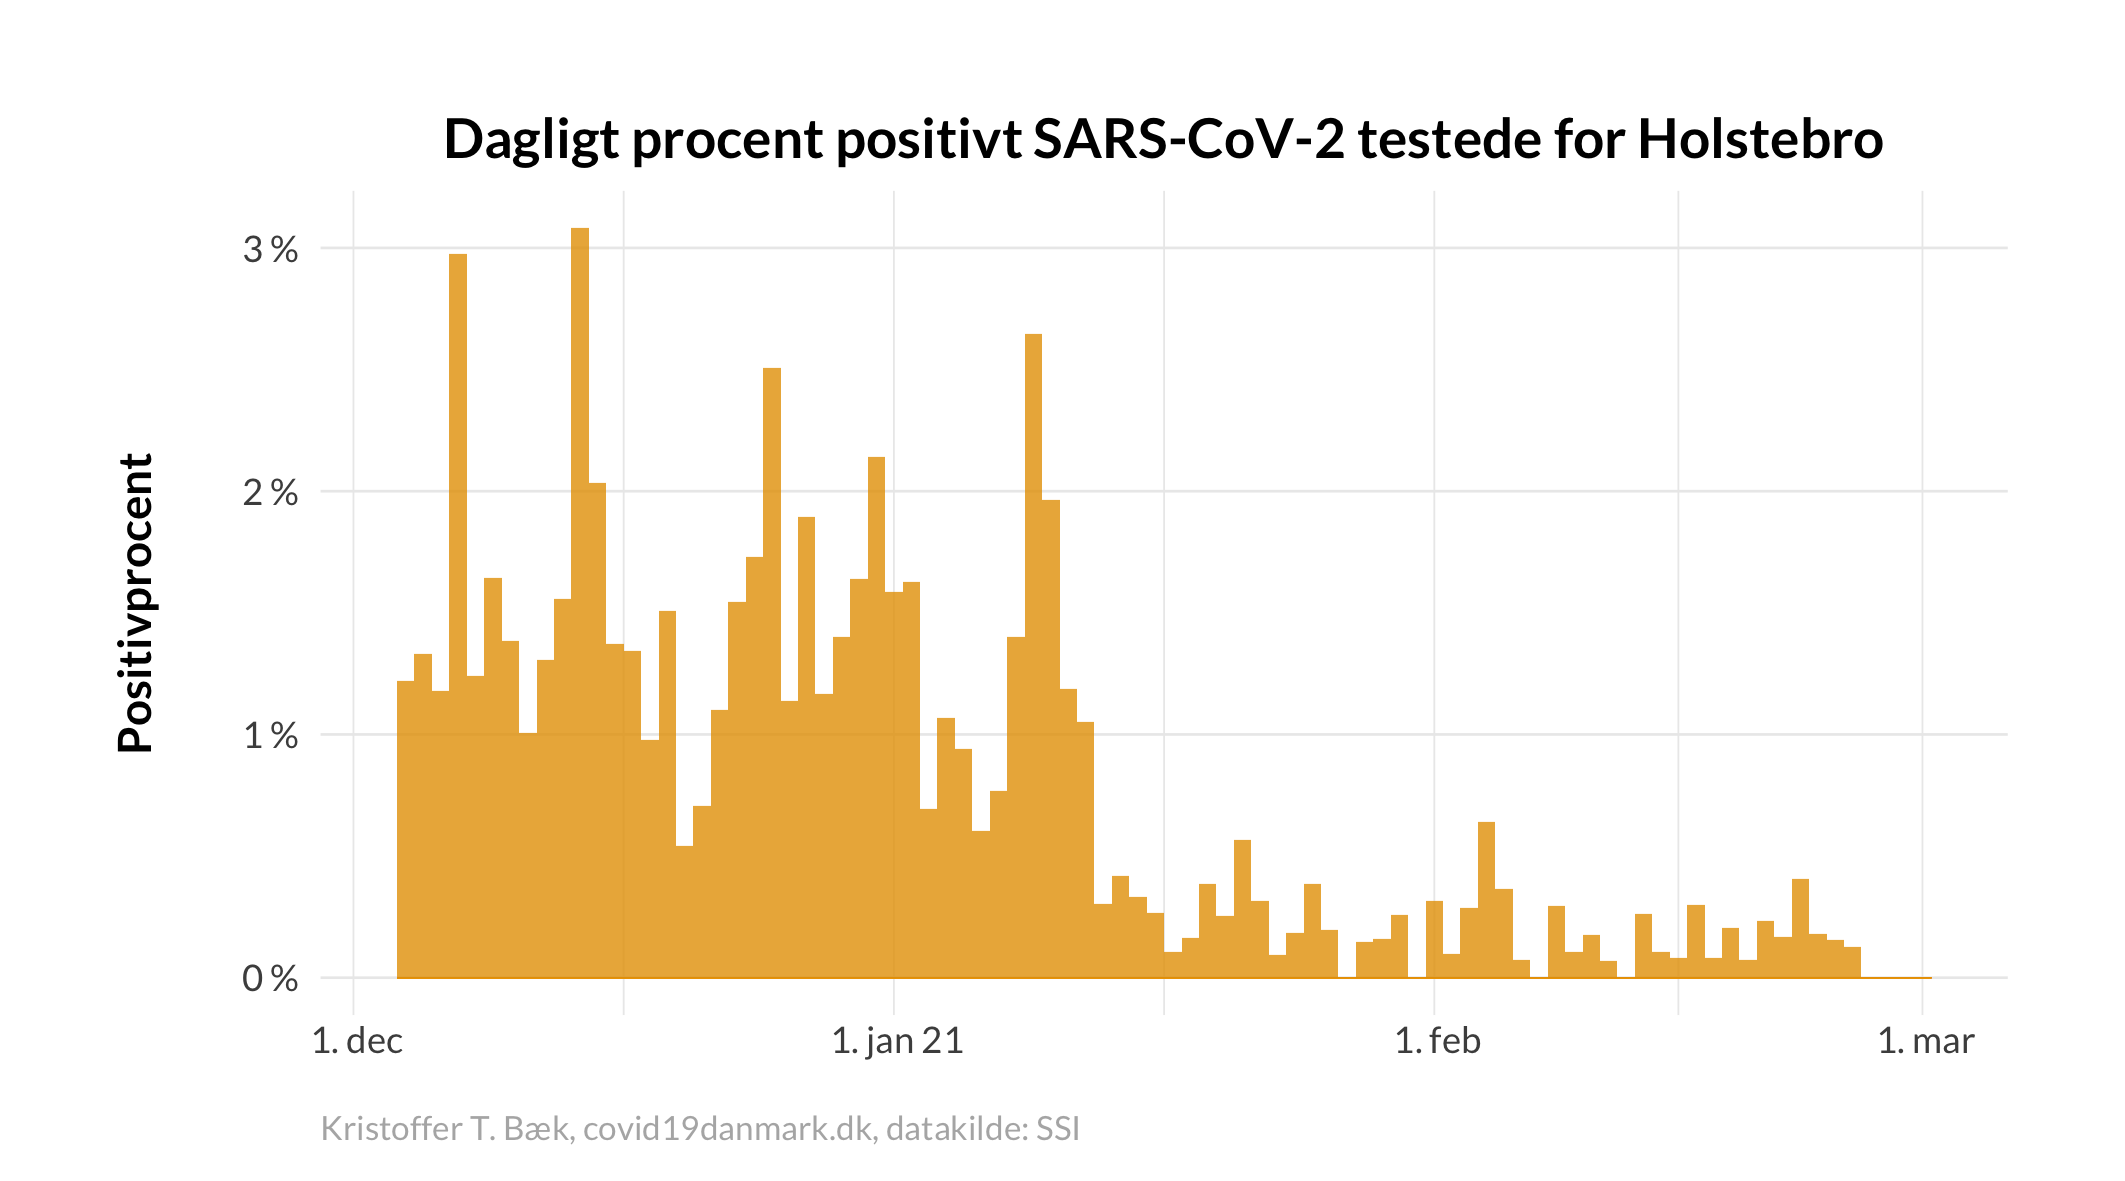 Dagligt procent positivt SARS-CoV-2 testede for Holstebro
Positivprocent
3 %
2 %
1 %
0 %
1. dec
1. jan 21
1. feb
1. mar
Kristoffer T. Bæk, covid19danmark.dk, datakilde: SSI